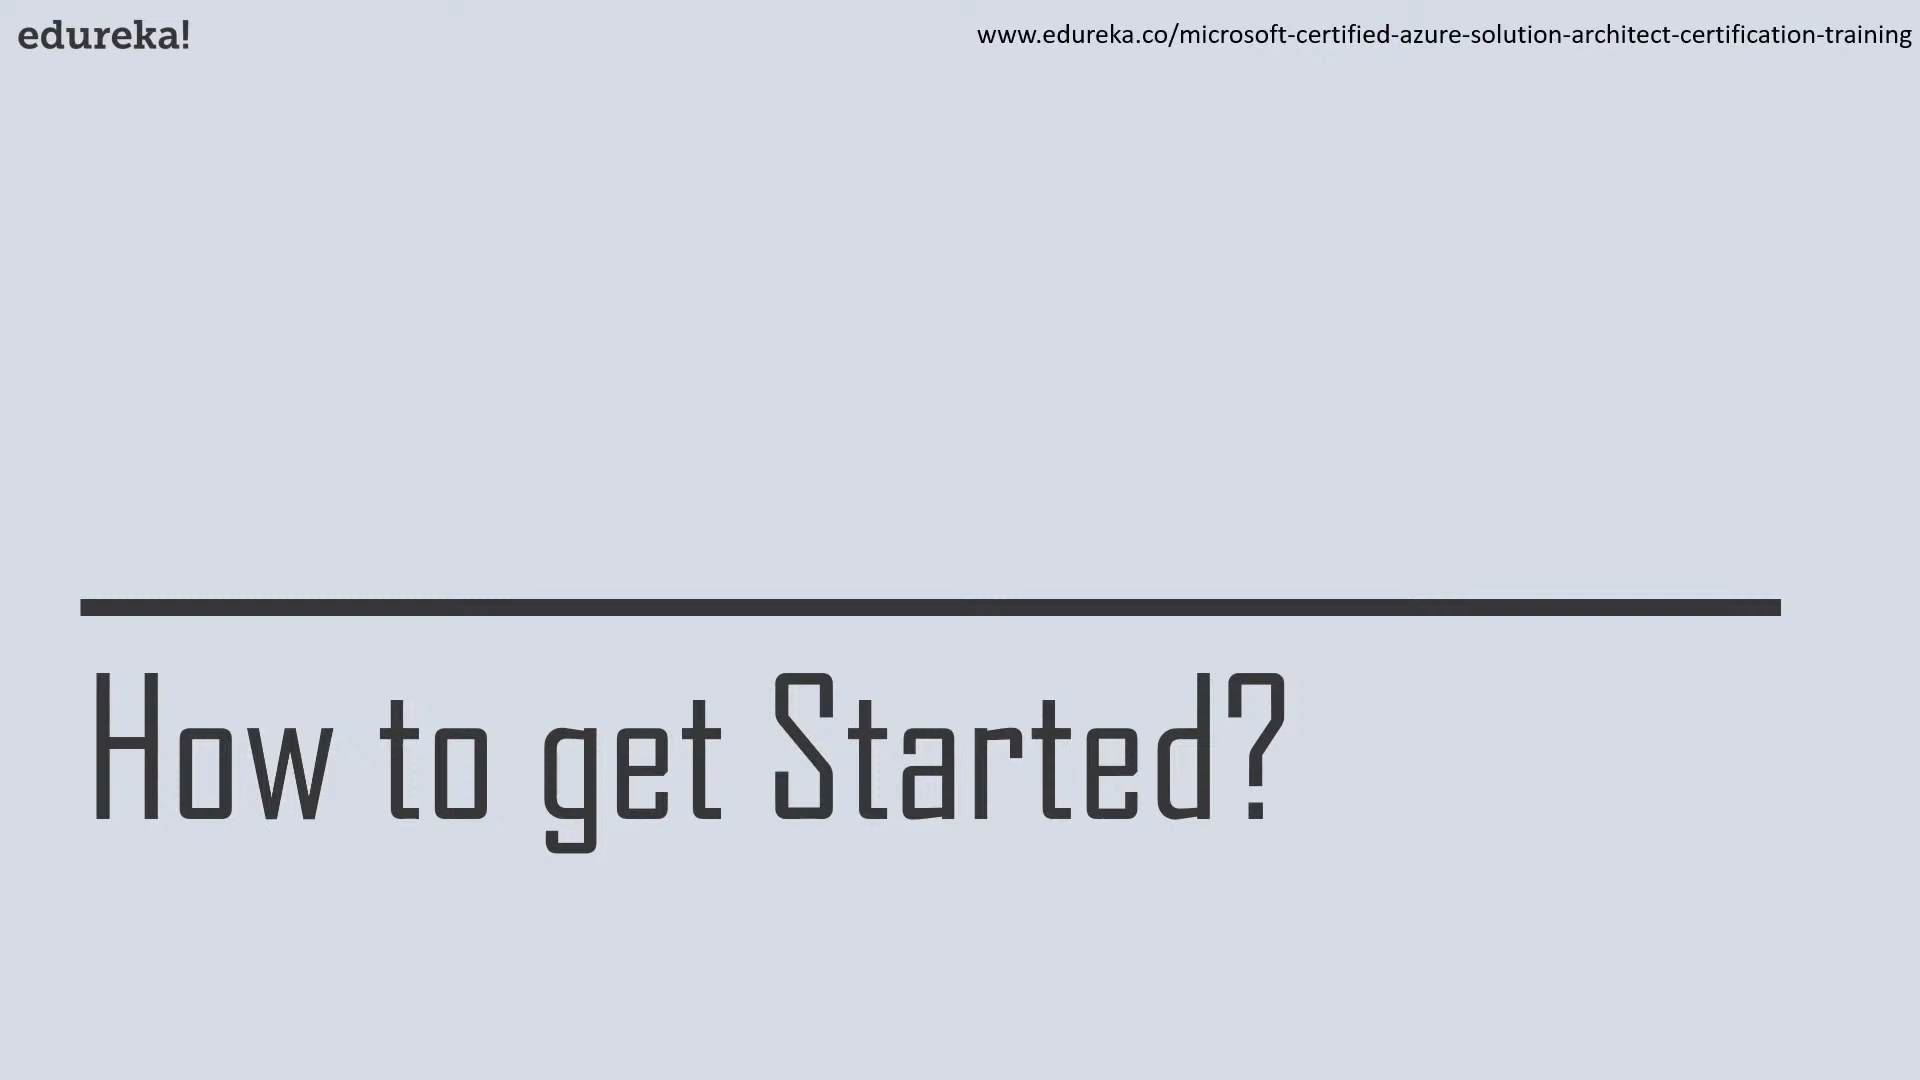 edureka!
www.edureka.co/microsoft-certified-azure-solution-architect-certification-training
How to get Started?